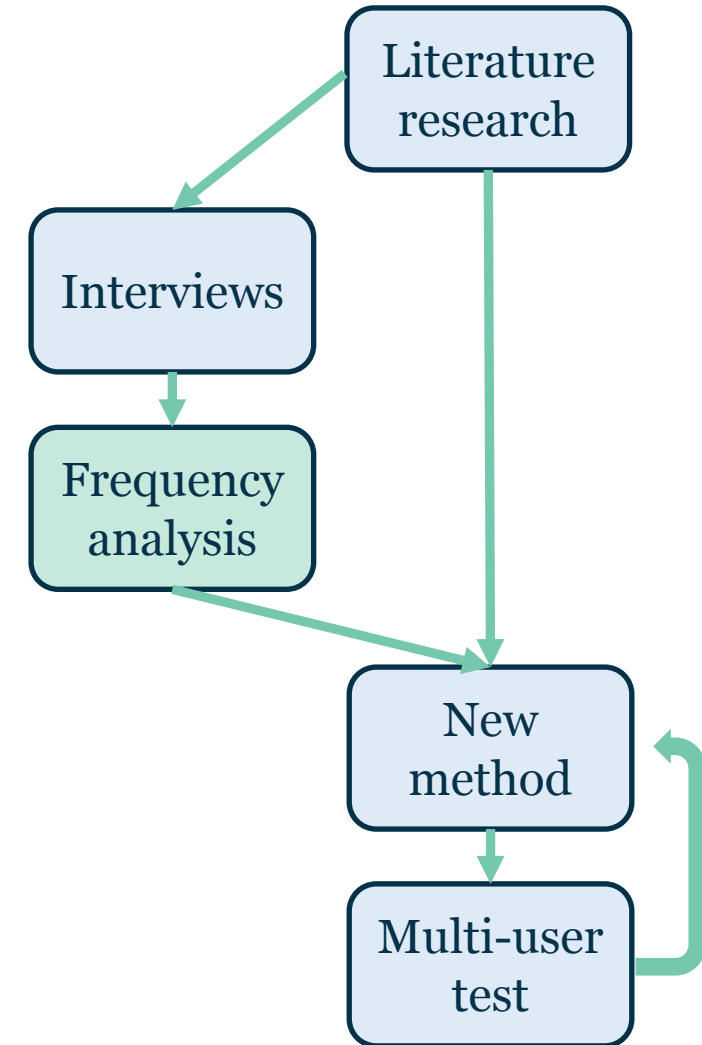 Literature
research
Interviews
Frequency
analysis
New
method
Multi-user
test